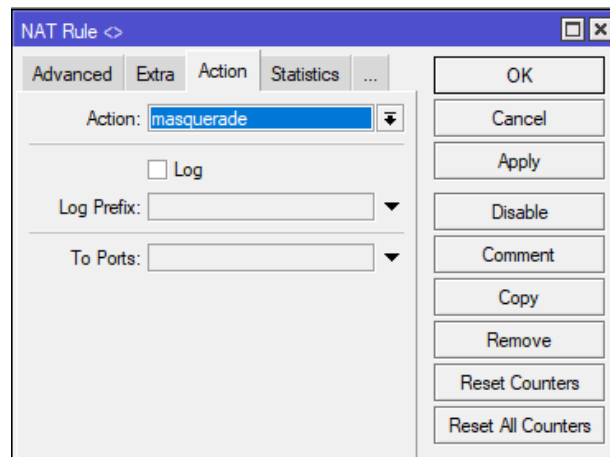 NAT Rule <>
Advanced Extra Action Statistics ...
Action: masquerade
Log
Log Prefix:
To Ports:
OK
Cancel
Apply
Disable
Comment
Copy
Remove
Reset Counters
Reset All Counters